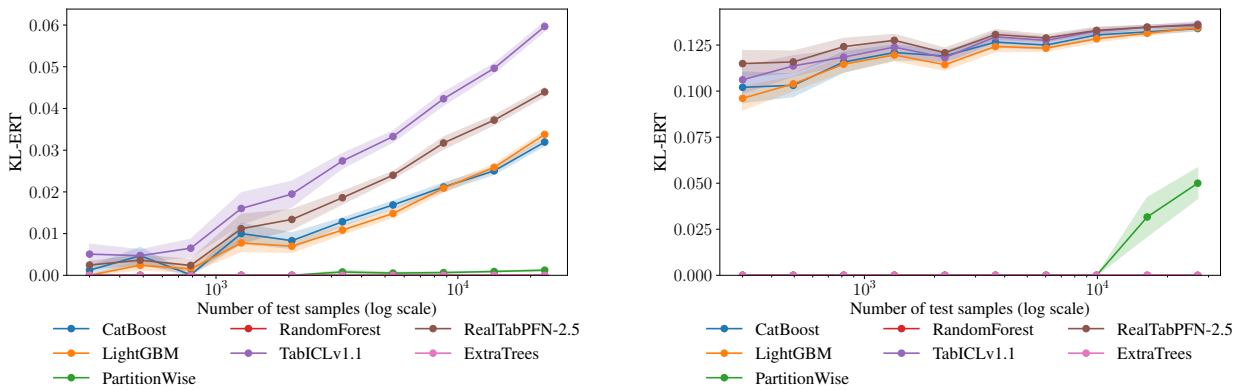 0.06
0.05
0.04
0.03
0.02
0.01
0.00
KL-ERT
10³
10⁴
Number of test samples (log scale)
CatBoost
RandomForest
RealTabPFN-2.5
LightGBM
TabICLv1.1
ExtraTrees
PartitionWise
0.125
0.100
0.075
0.050
0.025
0.000
KL-ERT
10³
10⁴
Number of test samples (log scale)
CatBoost
RandomForest
RealTabPFN-2.5
LightGBM
TabICLv1.1
ExtraTrees
PartitionWise